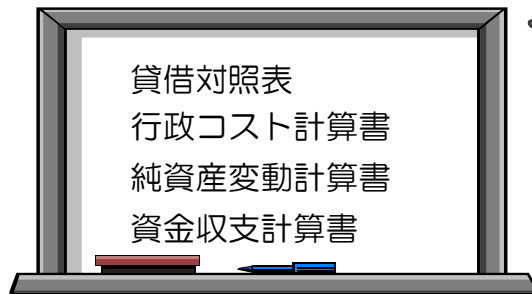 貸借対照表
行政コスト計算書
純資産変動計算書
資金収支計算書